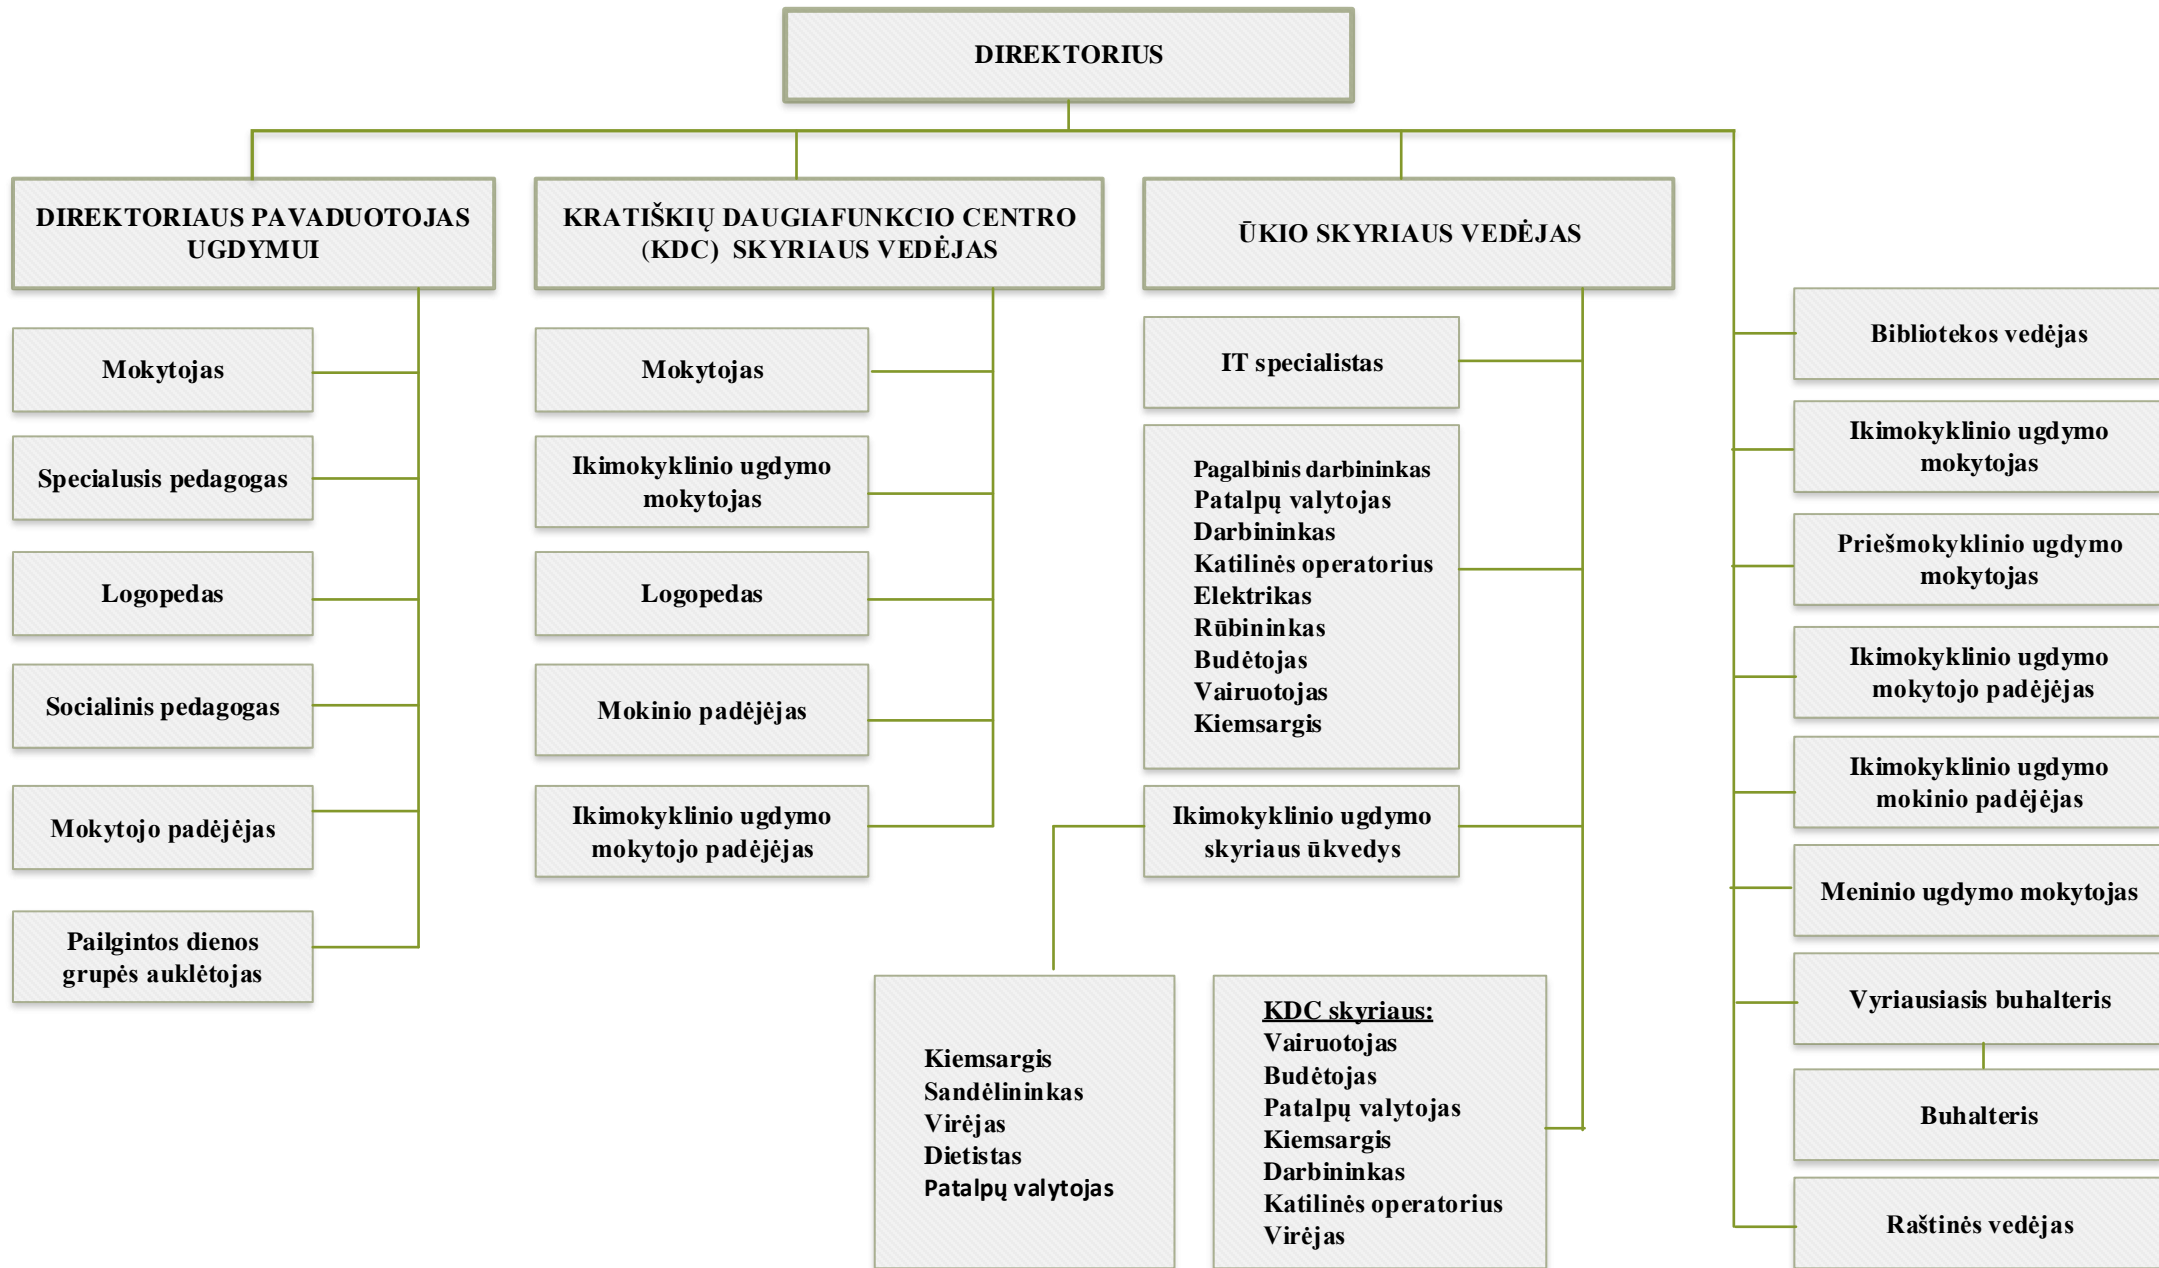 DIREKTORIUS
DIREKTORIAUS PAVADUOTOJAS
UGDYMUI
KRATIŠKIŲ DAUGIAFUNKCIO CENTRO
(KDC) SKYRIAUS VEDĖJAS
ŪKIO SKYRIAUS VEDĖJAS
Mokytojas
Specialusis pedagogas
Logopedas
Socialinis pedagogas
Mokytojo padėjėjas
Pailgintos dienos
grupės auklėtojas
Mokytojas
Ikimokyklinio ugdymo
mokytojas
Logopedas
Mokinio padėjėjas
Ikimokyklinio ugdymo
mokytojo padėjėjas
IT specialistas
Pagalbinis darbininkas
Patalpų valytojas
Darbininkas
Katilinės operatorius
Elektrikas
Rūbininkas
Budėtojas
Vairuotojas
Kiemsargis
Ikimokyklinio ugdymo
skyriaus ūkvedys
Kiemsargis
Sandėlininkas
Virėjas
Dietistas
Patalpų valytojas
KDC skyriaus:
Vairuotojas
Budėtojas
Patalpų valytojas
Kiemsargis
Darbininkas
Katilinės operatorius
Virėjas
Bibliotekos vedėjas
Ikimokyklinio ugdymo
mokytojas
Priešmokyklinio ugdymo
mokytojas
Ikimokyklinio ugdymo
mokytojo padėjėjas
Ikimokyklinio ugdymo
mokinio padėjėjas
Meninio ugdymo mokytojas
Vyriausiasis buhalteris
Buhalteris
Raštinės vedėjas